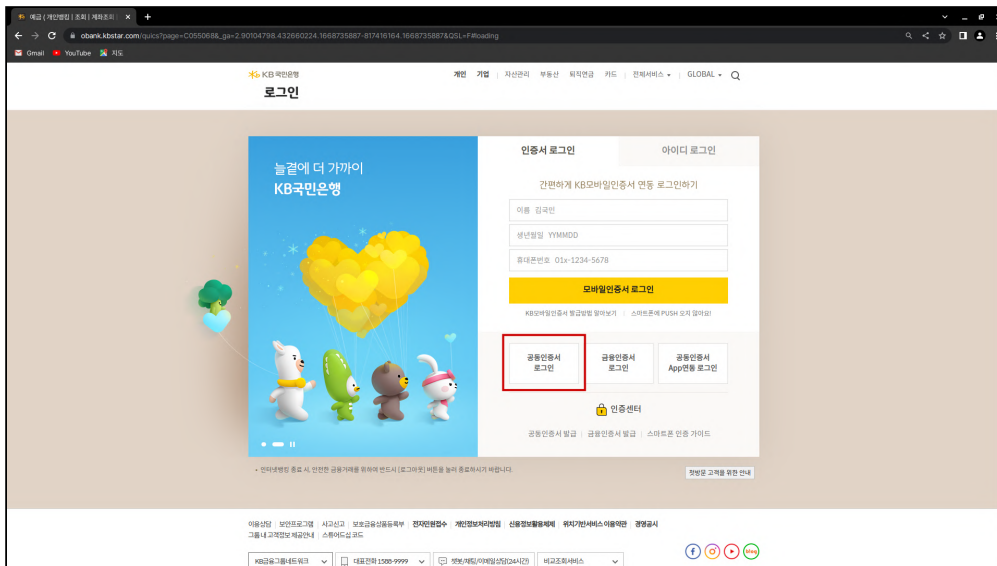 예금 (개인뱅킹 | 조회 | 계좌조회
obank.kbstar.com/quics?page=C055068&_ga=2.90104798.432660224.1668735887-817416164.1668735887&QSL=F#loading
Gmail YouTube 지도
KB 국민은행
개인 기업 자산관리 부동산 퇴직연금 카드 전체서비스 GLOBAL
로그인
늘곁에 더 가까이
KB국민은행
인증서 로그인 아이디 로그인
간편하게 KB모바일인증서 연동 로그인하기
이름 김국민
생년월일 YYMMDD
휴대폰번호 01x-1234-5678
모바일인증서 로그인
KB모바일인증서 발급방법 알아보기 스마트폰에 PUSH 오지 않아요!
공동인증서
로그인
금융인증서
로그인
공동인증서
App연동 로그인
인증센터
공동인증서 발급 금융인증서 발급 스마트폰 인증 가이드
• 인터넷뱅킹 종료 시, 안전한 금융거래를 위하여 반드시 [로그아웃] 버튼을 눌러 종료하시기 바랍니다.
첫방문 고객을 위한 안내
이용상담 보안프로그램 사고신고 보호금융상품등록부 전자민원접수 개인정보처리방침 신용정보활용체제 위치기반서비스 이용약관 경영공시
그룹 내 고객정보 제공안내 스튜어드십 코드
KB금융그룹네트워크 대표전화 1588-9999 챗봇/채팅/이메일상담(24시간) 비교조회서비스
blog